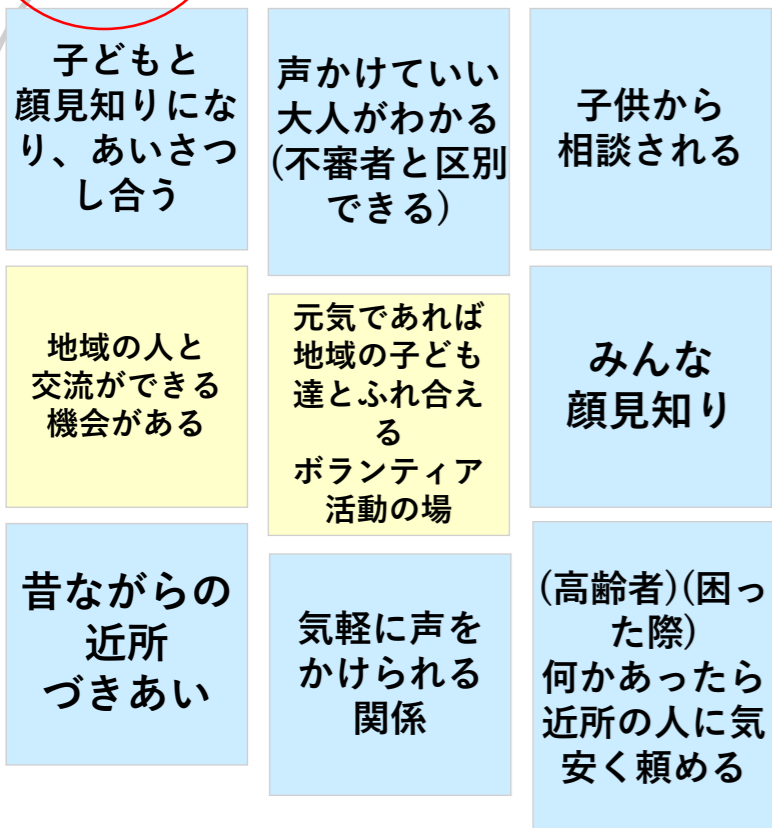 子どもと
顔見知りにな
り、あいさつ
し合う
声かけていい
大人がわかる
(不審者と区別
できる)
子供から
相談される
地域の人と
交流ができる
機会がある
元気であれば
地域の子ども
達とふれ合え
る
ボランティア
活動の場
みんな
顔見知り
昔ながらの
近所
づきあい
気軽に声を
かけられる
関係
(高齢者)(困っ
た際)
何かあったら
近所の人に気
安く頼める